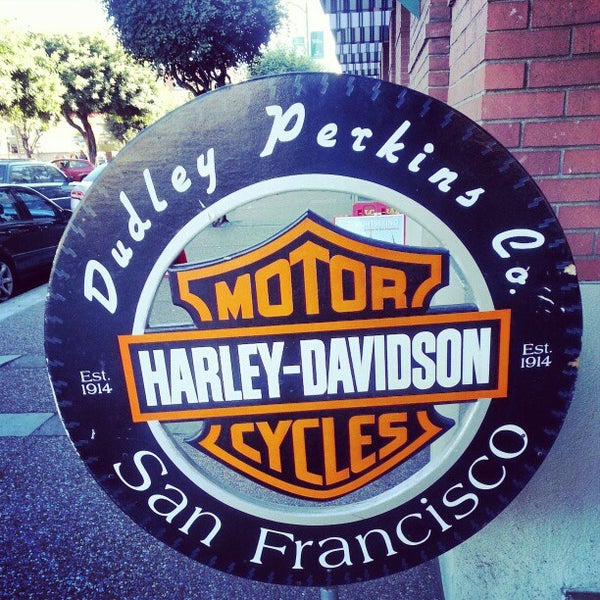 Dudley Perkins Co.
MOTOR
HARLEY-DAVIDSON
CYCLES
Est.
1914
Est.
1914
San Francisco